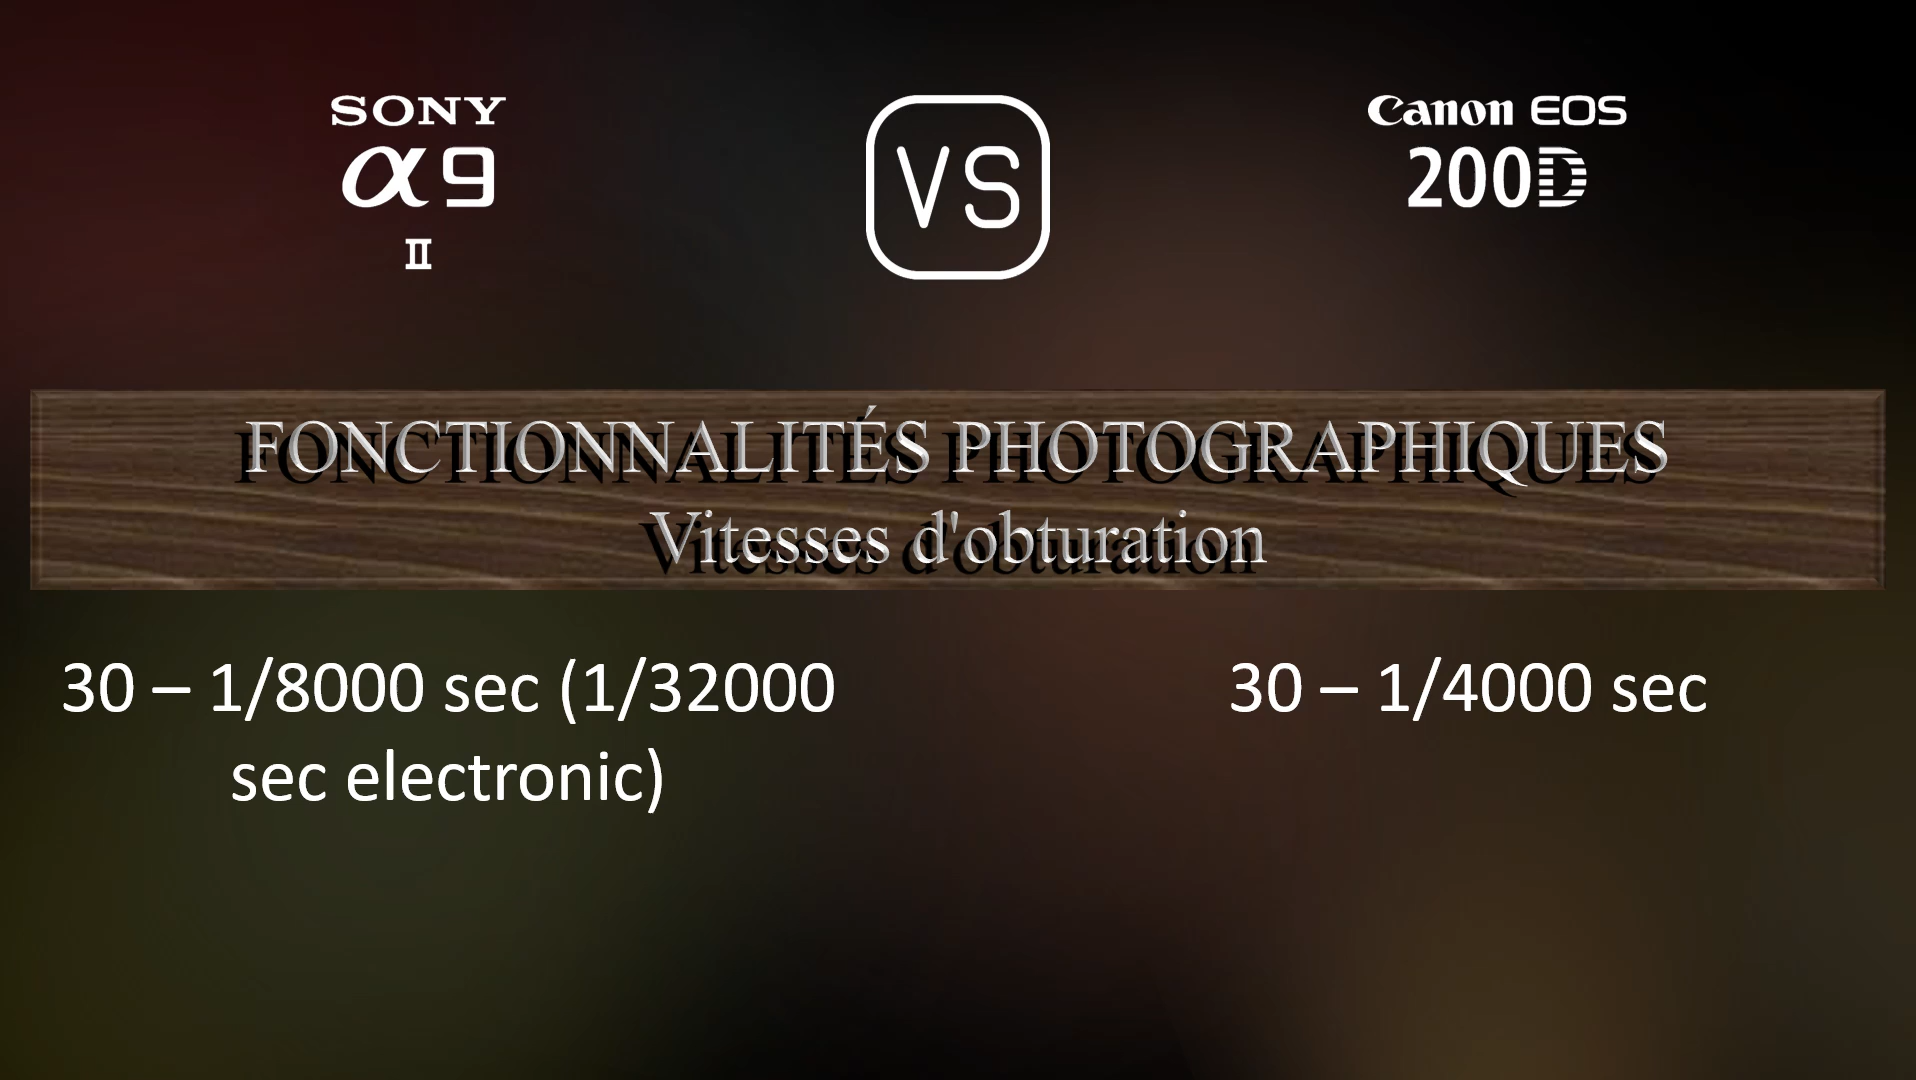 SONY
α9
II
VS
Canon EOS
200D
FONCTIONNALITÉS PHOTOGRAPHIQUES
Vitesses d'obturation
30 – 1/8000 sec (1/32000
sec electronic)
30 – 1/4000 sec